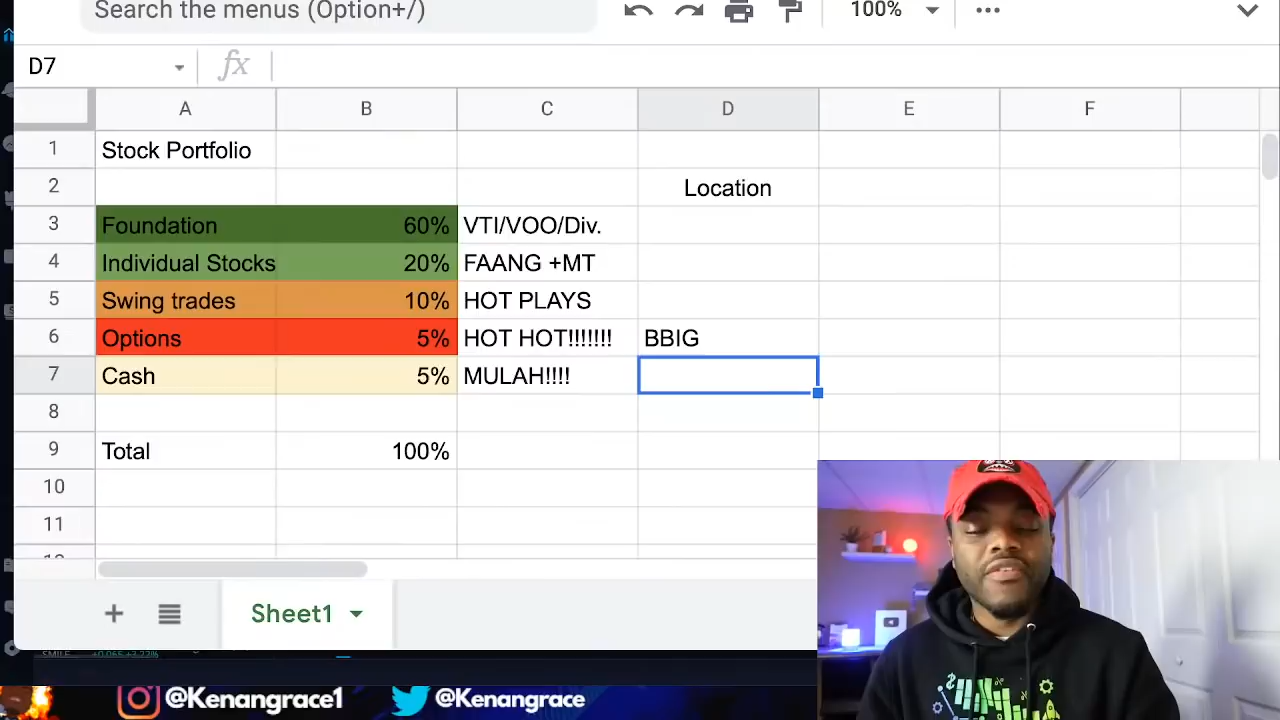 Search the menus (Option+/)
100%
D7
fx
A B C D E F
1 Stock Portfolio
2 Location
3 Foundation 60% VTI/VOO/Div.
4 Individual Stocks 20% FAANG +MT
5 Swing trades 10% HOT PLAYS
6 Options 5% HOT HOT!!!!!!! BBIG
7 Cash 5% MULAH!!!!
8
9 Total 100%
10
11
Sheet1
@Kenangrace1 @Kenangrace